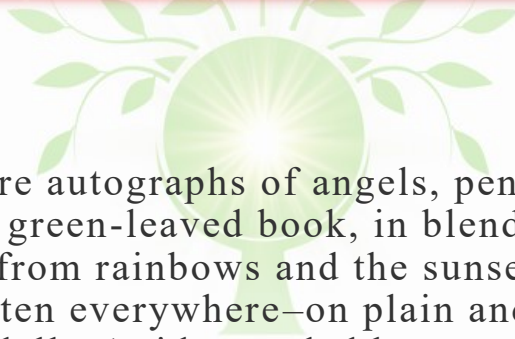 re autographs of angels, pen
green-leaved book, in blend
from rainbows and the sunse
ten everywhere–on plain and